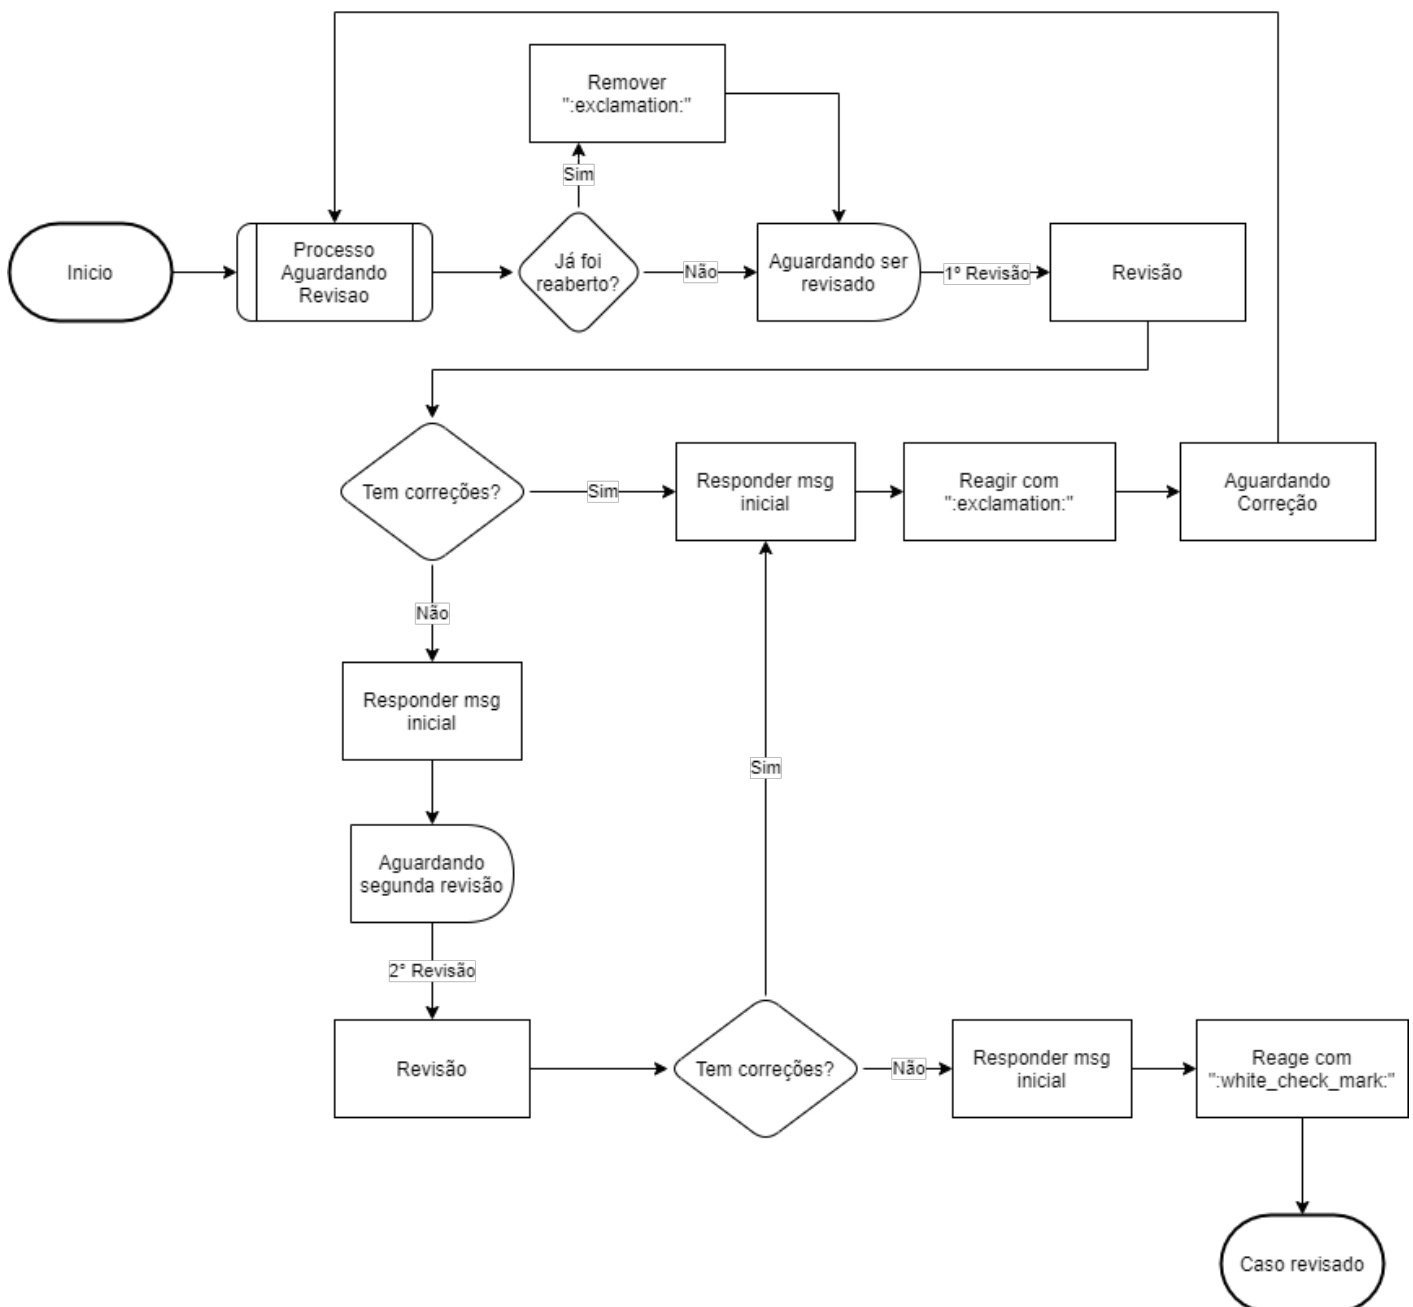 Remover
":exclamation:"
Sim
Inicio
Processo
Aguardando
Revisao
Já foi
reaberto?
Não
Aguardando ser
revisado
1º Revisão
Revisão
Tem correções?
Sim
Responder msg
inicial
Reagir com
":exclamation:"
Aguardando
Correção
Não
Responder msg
inicial
Sim
Aguardando
segunda revisão
2° Revisão
Revisão
Tem correções?
Não
Responder msg
inicial
Reage com
":white_check_mark:"
Caso revisado